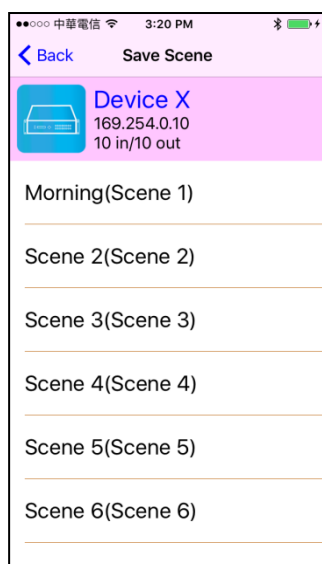 中華電信 3:20 PM
Back Save Scene
Device X
169.254.0.10
10 in/10 out
Morning(Scene 1)
Scene 2(Scene 2)
Scene 3(Scene 3)
Scene 4(Scene 4)
Scene 5(Scene 5)
Scene 6(Scene 6)